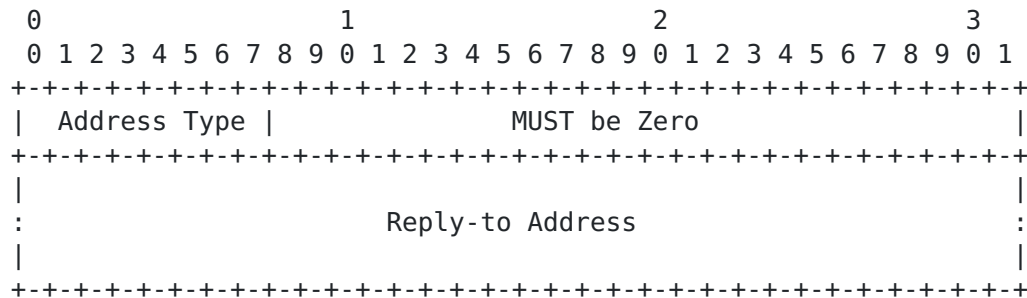 0                   1                   2                   3
 0 1 2 3 4 5 6 7 8 9 0 1 2 3 4 5 6 7 8 9 0 1 2 3 4 5 6 7 8 9 0 1
+-+-+-+-+-+-+-+-+-+-+-+-+-+-+-+-+-+-+-+-+-+-+-+-+-+-+-+-+-+-+-+-+
|  Address Type |               MUST be Zero                    |
+-+-+-+-+-+-+-+-+-+-+-+-+-+-+-+-+-+-+-+-+-+-+-+-+-+-+-+-+-+-+-+-+
|                                                               |
:                       Reply-to Address                        :
|                                                               |
+-+-+-+-+-+-+-+-+-+-+-+-+-+-+-+-+-+-+-+-+-+-+-+-+-+-+-+-+-+-+-+-+